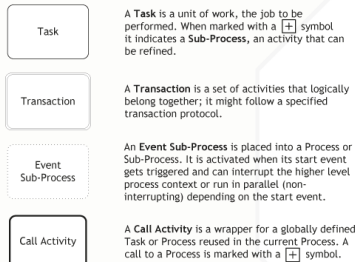 Task
A Task is a unit of work, the job to be
performed. When marked with a + symbol
it indicates a Sub-Process, an activity that can
be refined.
Transaction
A Transaction is a set of activities that logically
belong together; it might follow a specified
transaction protocol.
Event
Sub-Process
An Event Sub-Process is placed into a Process or
Sub-Process. It is activated when its start event
gets triggered and can interrupt the higher level
process context or run in parallel (non-
interrupting) depending on the start event.
Call Activity
A Call Activity is a wrapper for a globally defined
Task or Process reused in the current Process. A
call to a Process is marked with a + symbol.